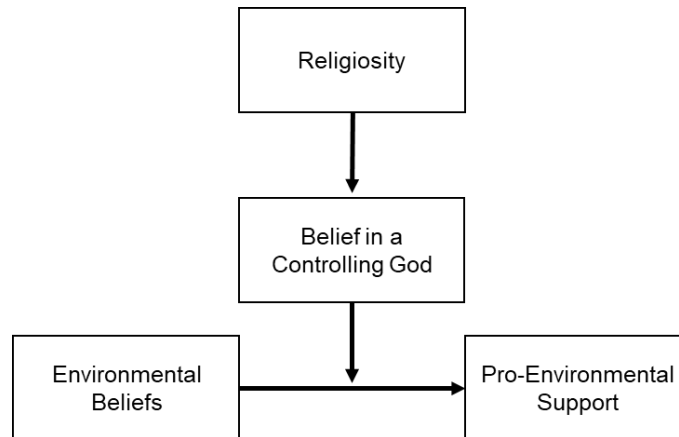 Religiosity
Belief in a
Controlling God
Environmental
Beliefs
Pro-Environmental
Support